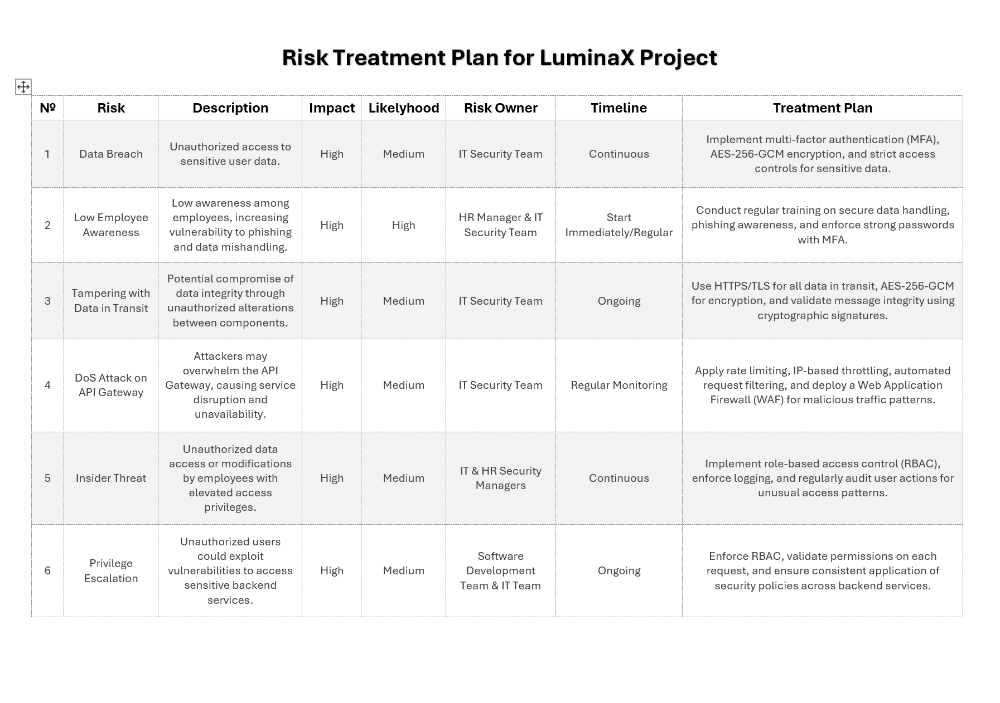 Risk Treatment Plan for LuminaX Project
Nº Risk Description Impact Likelyhood Risk Owner Timeline Treatment Plan
1
Data Breach
Unauthorized access to
sensitive user data.
High
Medium
IT Security Team
Continuous
Implement multi-factor authentication (MFA),
AES-256-GCM encryption, and strict access
controls for sensitive data.
2
Low Employee
Awareness
Low awareness among
employees, increasing
vulnerability to phishing
and data mishandling.
High
High
HR Manager & IT
Security Team
Start
Immediately/Regular
Conduct regular training on secure data handling,
phishing awareness, and enforce strong passwords
with MFA.
3
Tampering with
Data in Transit
Potential compromise of
data integrity through
unauthorized alterations
between components.
High
Medium
IT Security Team
Ongoing
Use HTTPS/TLS for all data in transit, AES-256-GCM
for encryption, and validate message integrity using
cryptographic signatures.
4
DoS Attack on
API Gateway
Attackers may
overwhelm the API
Gateway, causing service
disruption and
unavailability.
High
Medium
IT Security Team
Regular Monitoring
Apply rate limiting, IP-based throttling, automated
request filtering, and deploy a Web Application
Firewall (WAF) for malicious traffic patterns.
5
Insider Threat
Unauthorized data
access or modifications
by employees with
elevated access
privileges.
High
Medium
IT & HR Security
Managers
Continuous
Implement role-based access control (RBAC),
enforce logging, and regularly audit user actions for
unusual access patterns.
6
Privilege
Escalation
Unauthorized users
could exploit
vulnerabilities to access
sensitive backend
services.
High
Medium
Software
Development
Team & IT Team
Ongoing
Enforce RBAC, validate permissions on each
request, and ensure consistent application of
security policies across backend services.